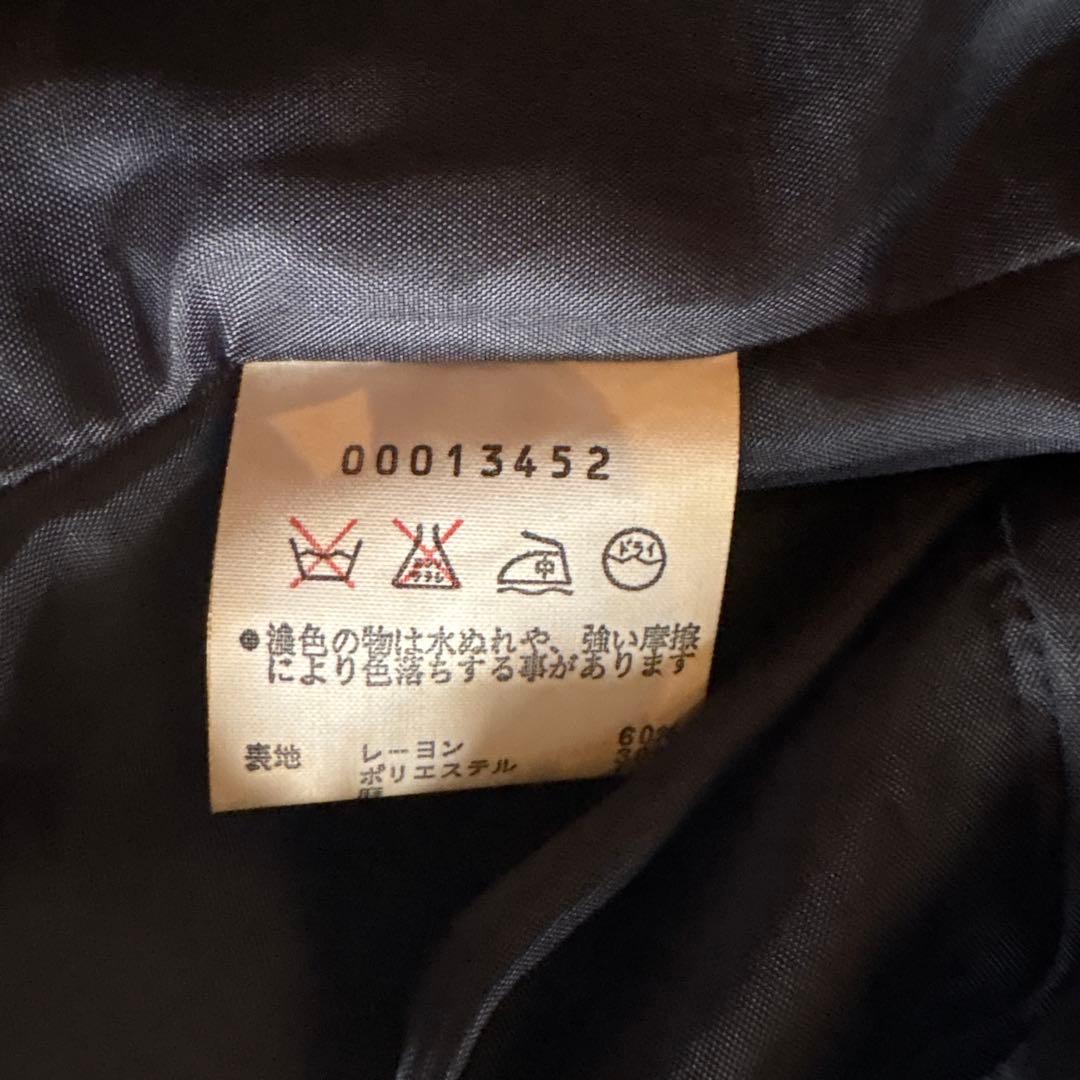 00013452
中 ドライ
●濃色の物は水ぬれや、強い摩擦
により色落ちする事があります
表地 レーヨン 60%
ポリエステル